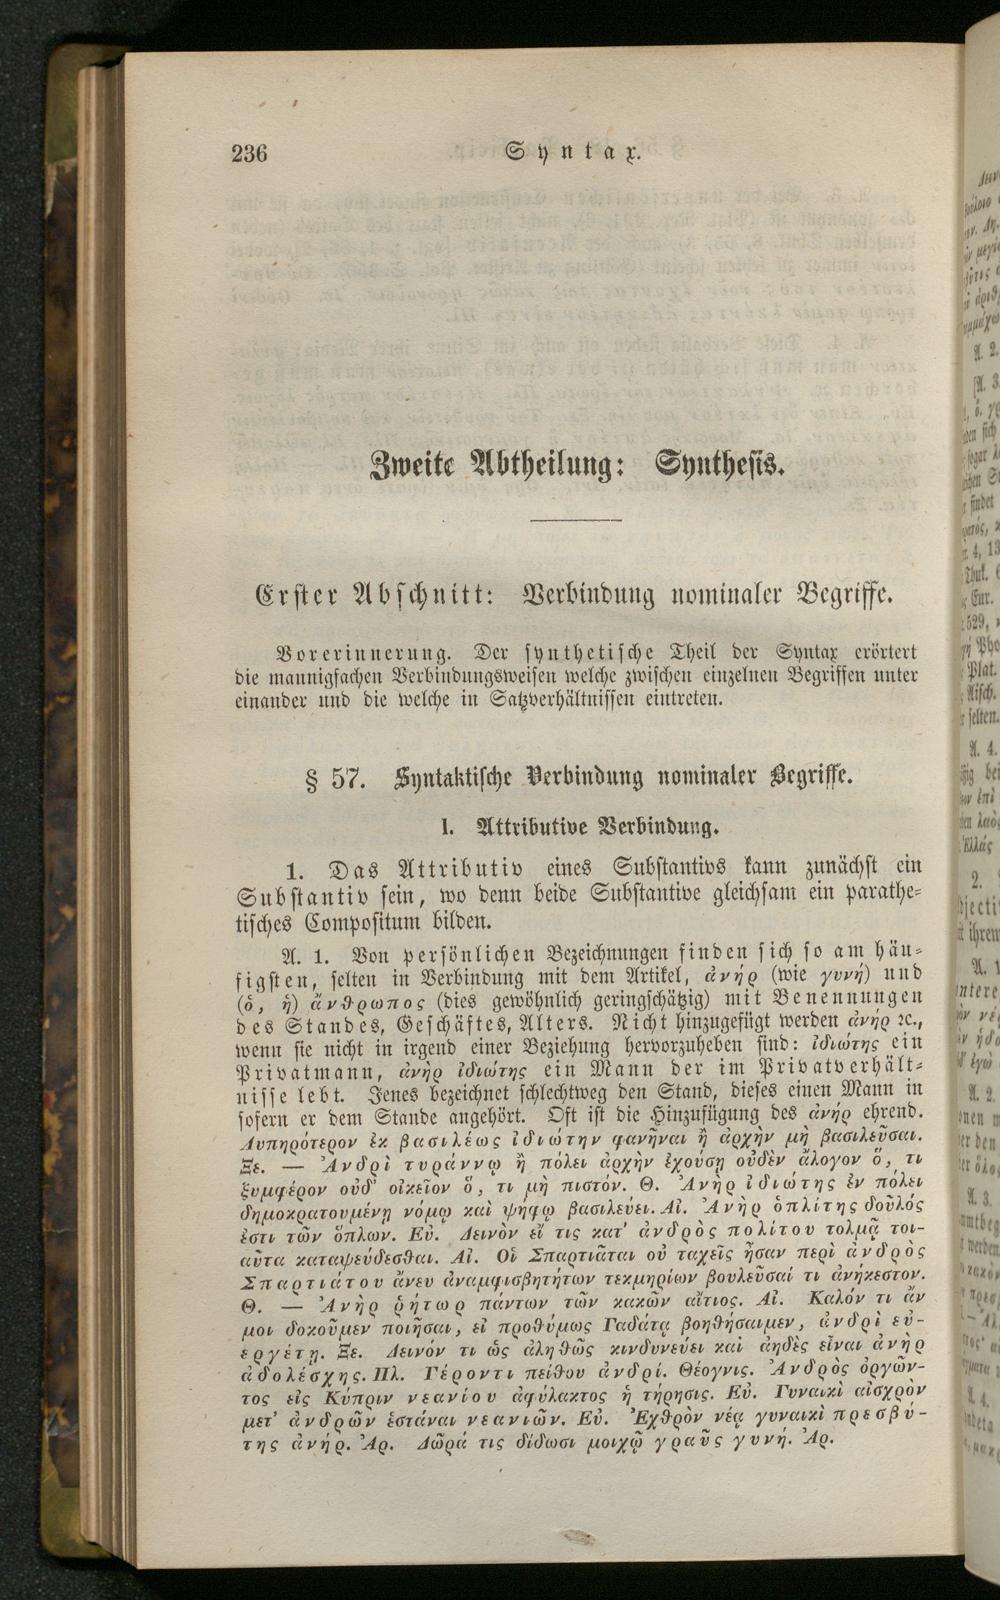 236
Syntax.
Zweite Abtheilung: Synthesis.
Erster Abschnitt: Verbindung nominaler Begriffe.
Vorerinnerung. Der synthetische Theil der Syntax erörtert
die mannigfachen Verbindungsweisen welche zwischen einzelnen Begriffen unter
einander und die welche in Satzverhältnissen eintreten.
§ 57. Syntaktische Verbindung nominaler Begriffe.
I. Attributive Verbindung.
1. Das Attributiv eines Substantivs kann zunächst ein
Substantiv sein, wo denn beide Substantive gleichsam ein parathe-
tisches Compositum bilden.
A. 1. Von persönlichen Bezeichnungen finden sich so am häu-
figsten, selten in Verbindung mit dem Artikel, ἀνήρ (wie γυνή) und
(ὁ, ἡ) ἄνθρωπος (dies gewöhnlich geringschätzig) mit Benennungen
des Standes, Geschäftes, Alters. Nicht hinzugefügt werden ἀνήρ ꝛc.,
wenn sie nicht in irgend einer Beziehung hervorzuheben sind: ἰδιώτης ein
Privatmann, ἀνὴρ ἰδιώτης ein Mann der im Privatverhält-
nisse lebt. Jenes bezeichnet schlechtweg den Stand, dieses einen Mann in
sofern er dem Stande angehört. Oft ist die Hinzufügung des ἀνήρ ehrend.
Λυπηρότερον ἐκ βασιλέως ἰδιώτην φανῆναι ἢ ἀρχὴν μὴ βασιλεῦσαι.
Ξε. — Ἀνδρὶ τυράννῳ ἢ πόλει ἀρχὴν ἐχούσῃ οὐδὲν ἄλογον ὅ, τι
ξυμφέρον οὐδ' οἰκεῖον ὅ, τι μὴ πιστόν. Θ. Ἀνὴρ ἰδιώτης ἐν πόλει
δημοκρατουμένῃ νόμῳ καὶ ψήφῳ βασιλεύει. Αἰ. Ἀνὴρ ὁπλίτης δοῦλός
ἐστι τῶν ὅπλων. Εὐ. Δεινὸν εἴ τις κατ' ἀνδρὸς πολίτου τολμᾷ τοι-
αῦτα καταψεύδεσθαι. Αἰ. Οἱ Σπαρτιᾶται οὐ ταχεῖς ἦσαν περὶ ἀνδρὸς
Σπαρτιάτου ἄνευ ἀναμφισβητήτων τεκμηρίων βουλεῦσαί τι ἀνήκεστον.
Θ. — Ἀνὴρ ῥήτωρ πάντων τῶν κακῶν αἴτιος. Αἰ. Καλόν τι ἄν
μοι δοκοῦμεν ποιῆσαι, εἰ προθύμως Γαδάτᾳ βοηθήσαιμεν, ἀνδρὶ εὐ-
εργέτῃ. Ξε. Δεινόν τι ὡς ἀληθῶς κινδυνεύει καὶ ἀηδὲς εἶναι ἀνὴρ
ἀδολέσχης. Πλ. Γέροντι πείθου ἀνδρί. Θέογνις. Ἀνδρὸς ὀργῶν-
τος εἰς Κύπριν νεανίου ἀφύλακτος ἡ τήρησις. Εὐ. Γυναικὶ αἰσχρὸν
μετ' ἀνδρῶν ἑστάναι νεανιῶν. Εὐ. Ἐχθρὸν νέᾳ γυναικὶ πρεσβύ-
της ἀνήρ. Ἀρ. Δῶρά τις δίδωσι μοιχῷ γραῦς γυνή. Ἀρ.